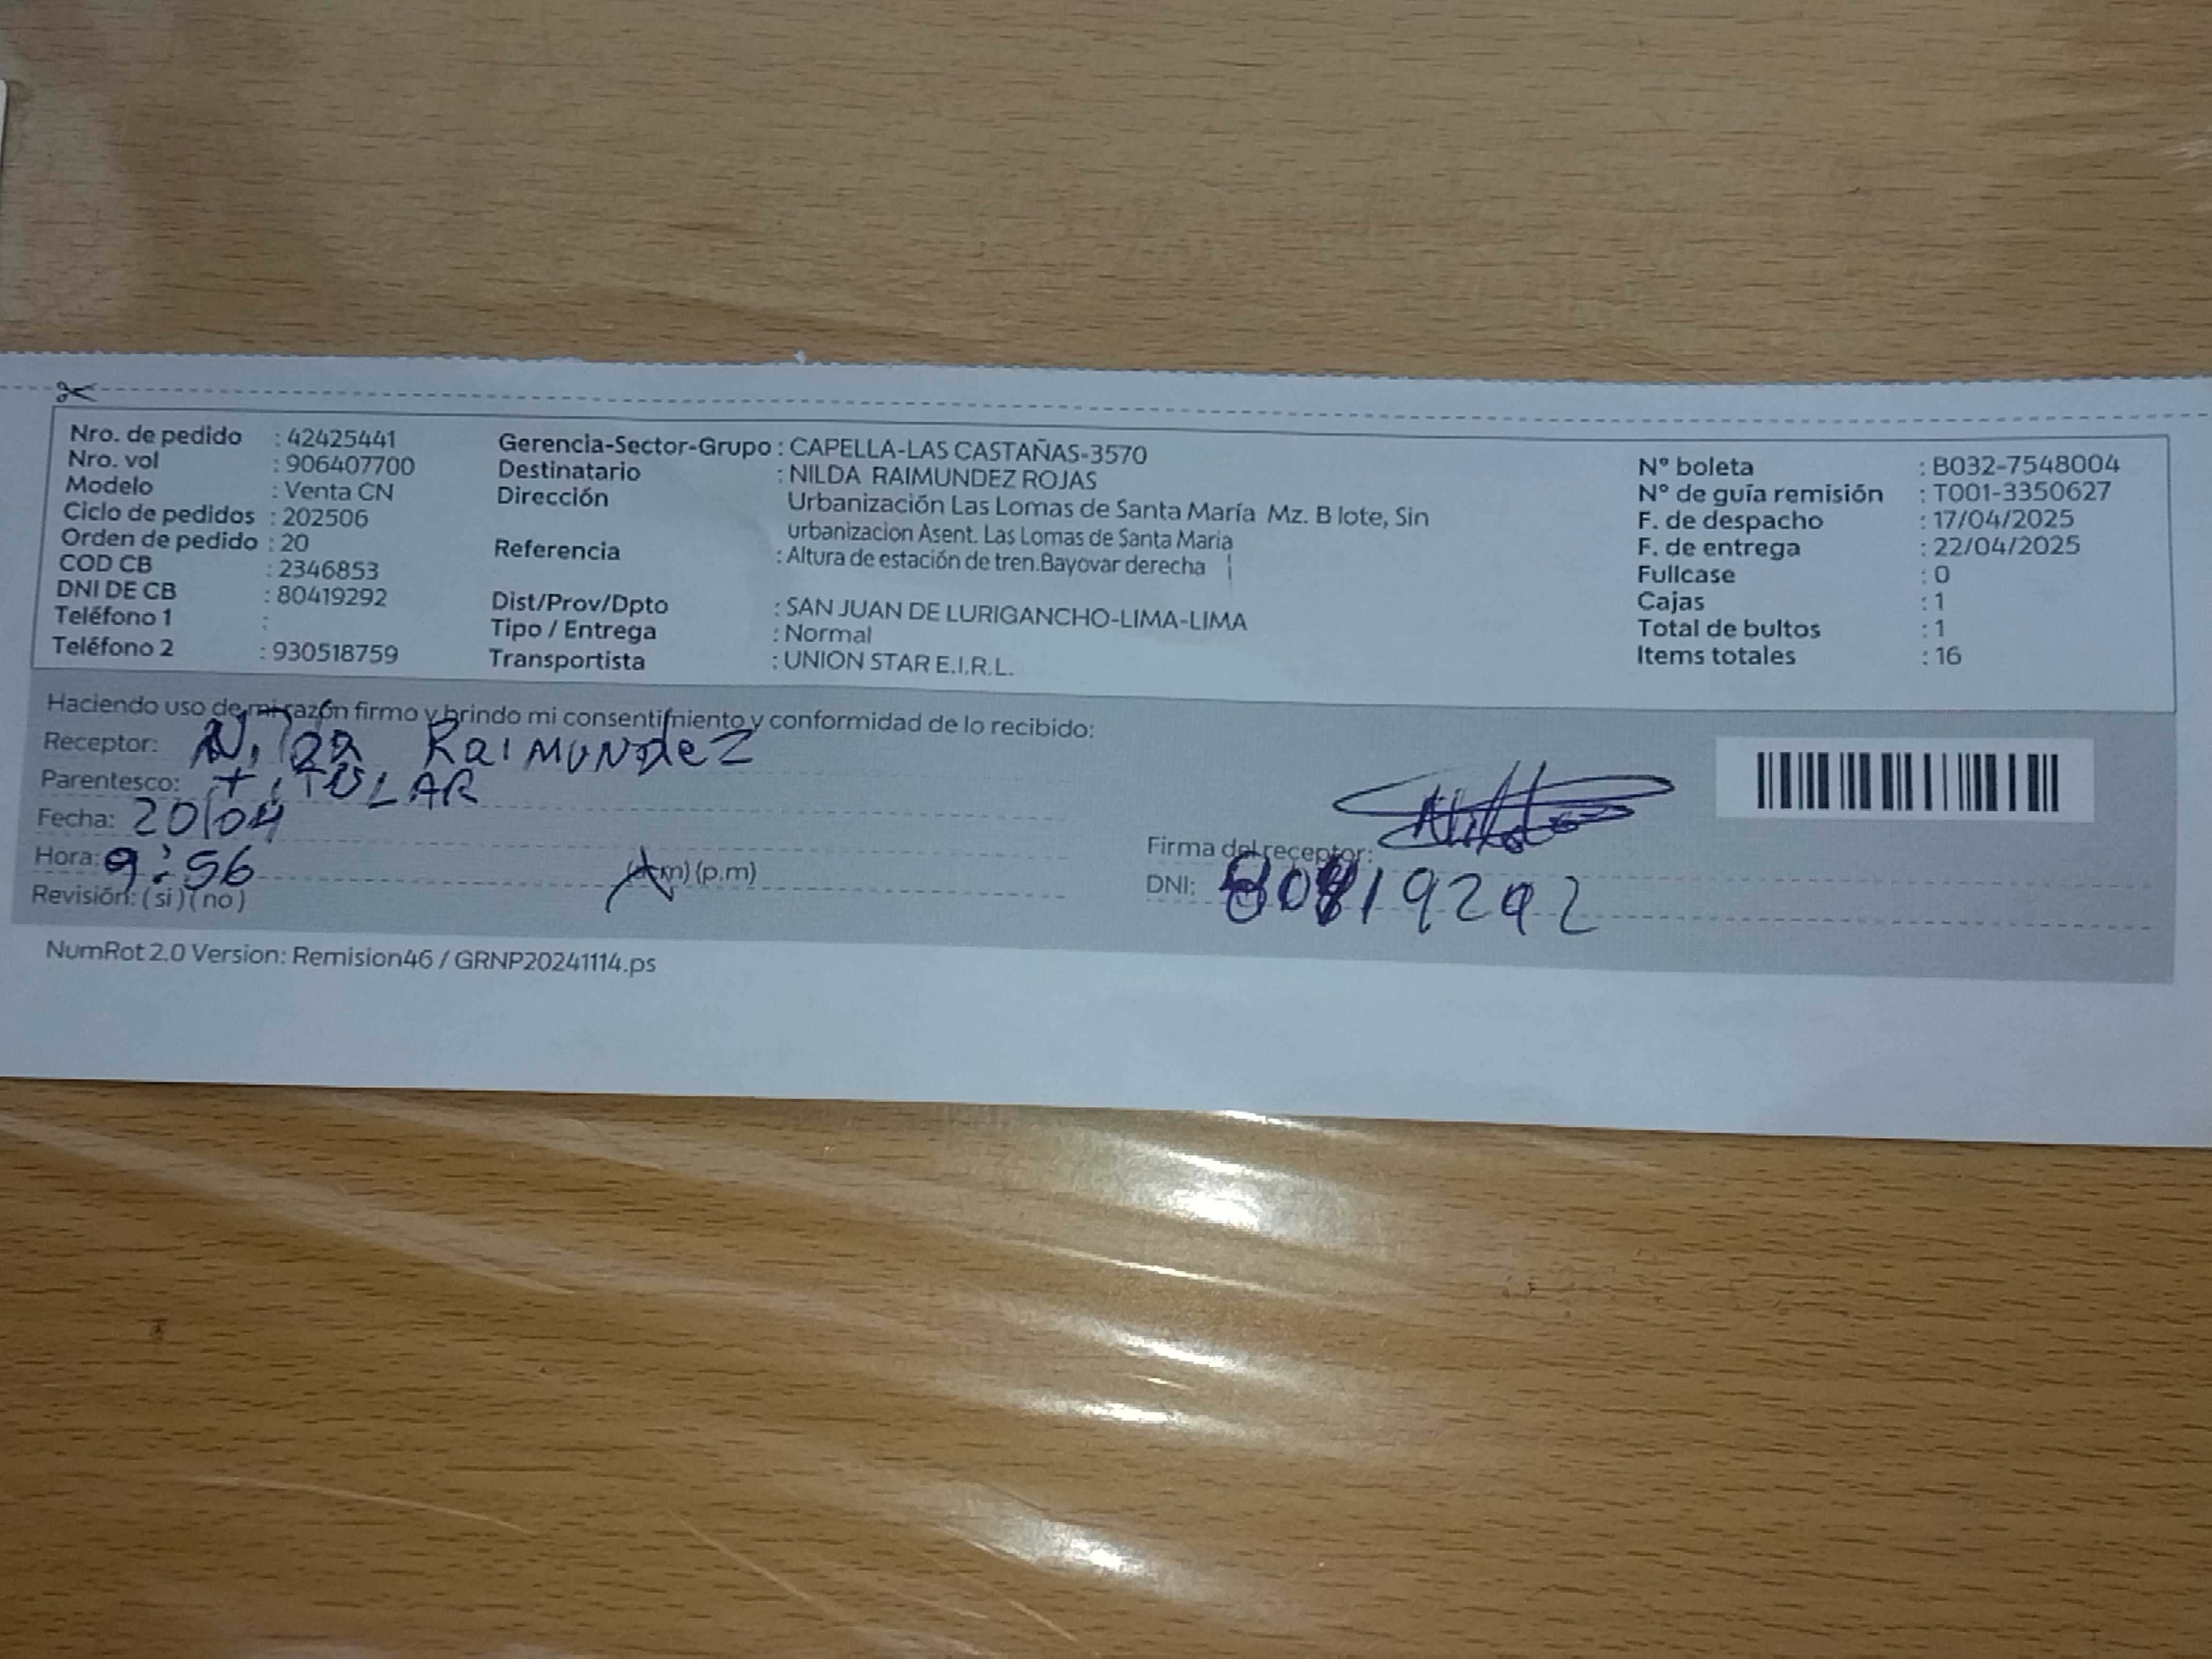 Nro. de pedido : 42425441
Nro. vol : 906407700
Modelo : Venta CN
Ciclo de pedidos : 202506
Orden de pedido : 20
COD CB : 2346853
DNI DE CB : 80419292
Teléfono 1 :
Teléfono 2 : 930518759
Gerencia-Sector-Grupo : CAPELLA-LAS CASTAÑAS-3570
Destinatario : NILDA RAIMUNDEZ ROJAS
Dirección Urbanización Las Lomas de Santa María Mz. B lote, Sin
urbanizacion Asent. Las Lomas de Santa Maria
Referencia : Altura de estación de tren.Bayovar derecha
Dist/Prov/Dpto : SAN JUAN DE LURIGANCHO-LIMA-LIMA
Tipo / Entrega : Normal
Transportista : UNION STAR E.I.R.L.
N° boleta : B032-7548004
N° de guía remisión : T001-3350627
F. de despacho : 17/04/2025
F. de entrega : 22/04/2025
Fullcase : 0
Cajas : 1
Total de bultos : 1
Items totales : 16
Haciendo uso de mi razón firmo y brindo mi consentimiento y conformidad de lo recibido:
Receptor: Nilda RaiMUNdeZ
Parentesco: tiTULAR
Fecha: 20/04
Hora: 9:56 (a.m) (p.m)
Revisión: (si) (no)
Firma del receptor:
DNI: 80419292
NumRot 2.0 Version: Remision46 / GRNP20241114.ps